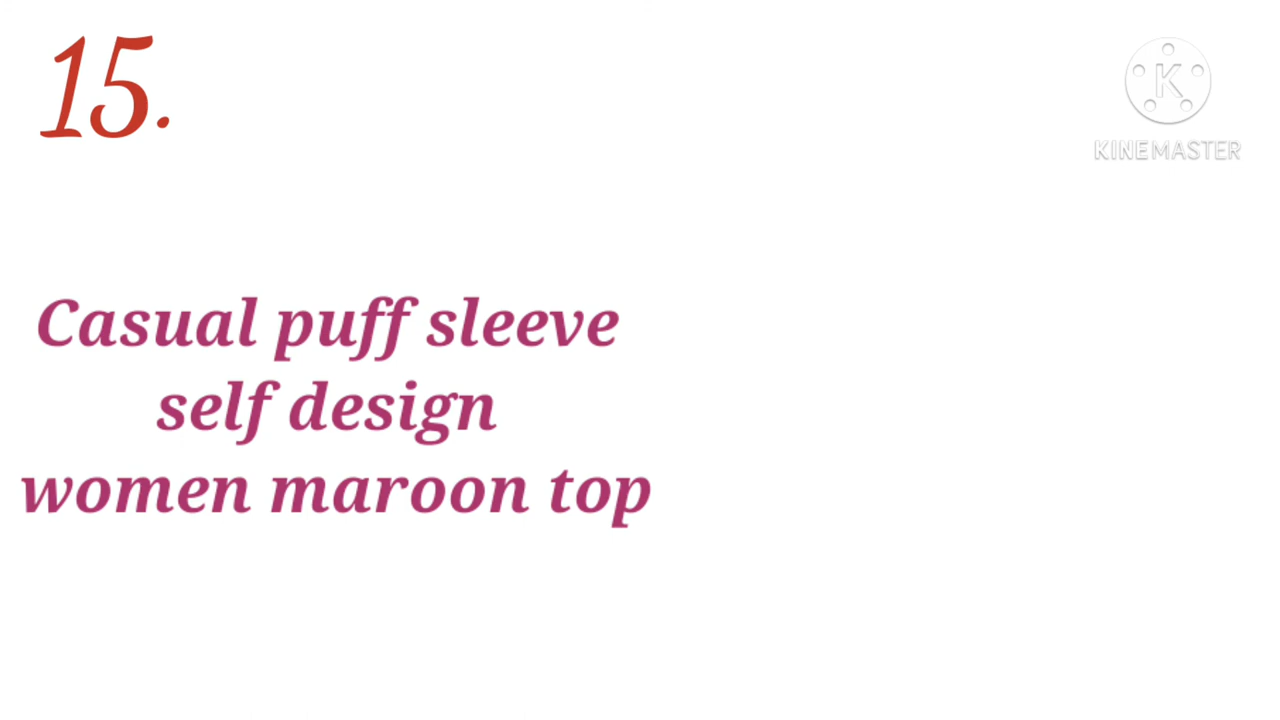 15.
K
KINEMASTER
Casual puff sleeve
self design
women maroon top